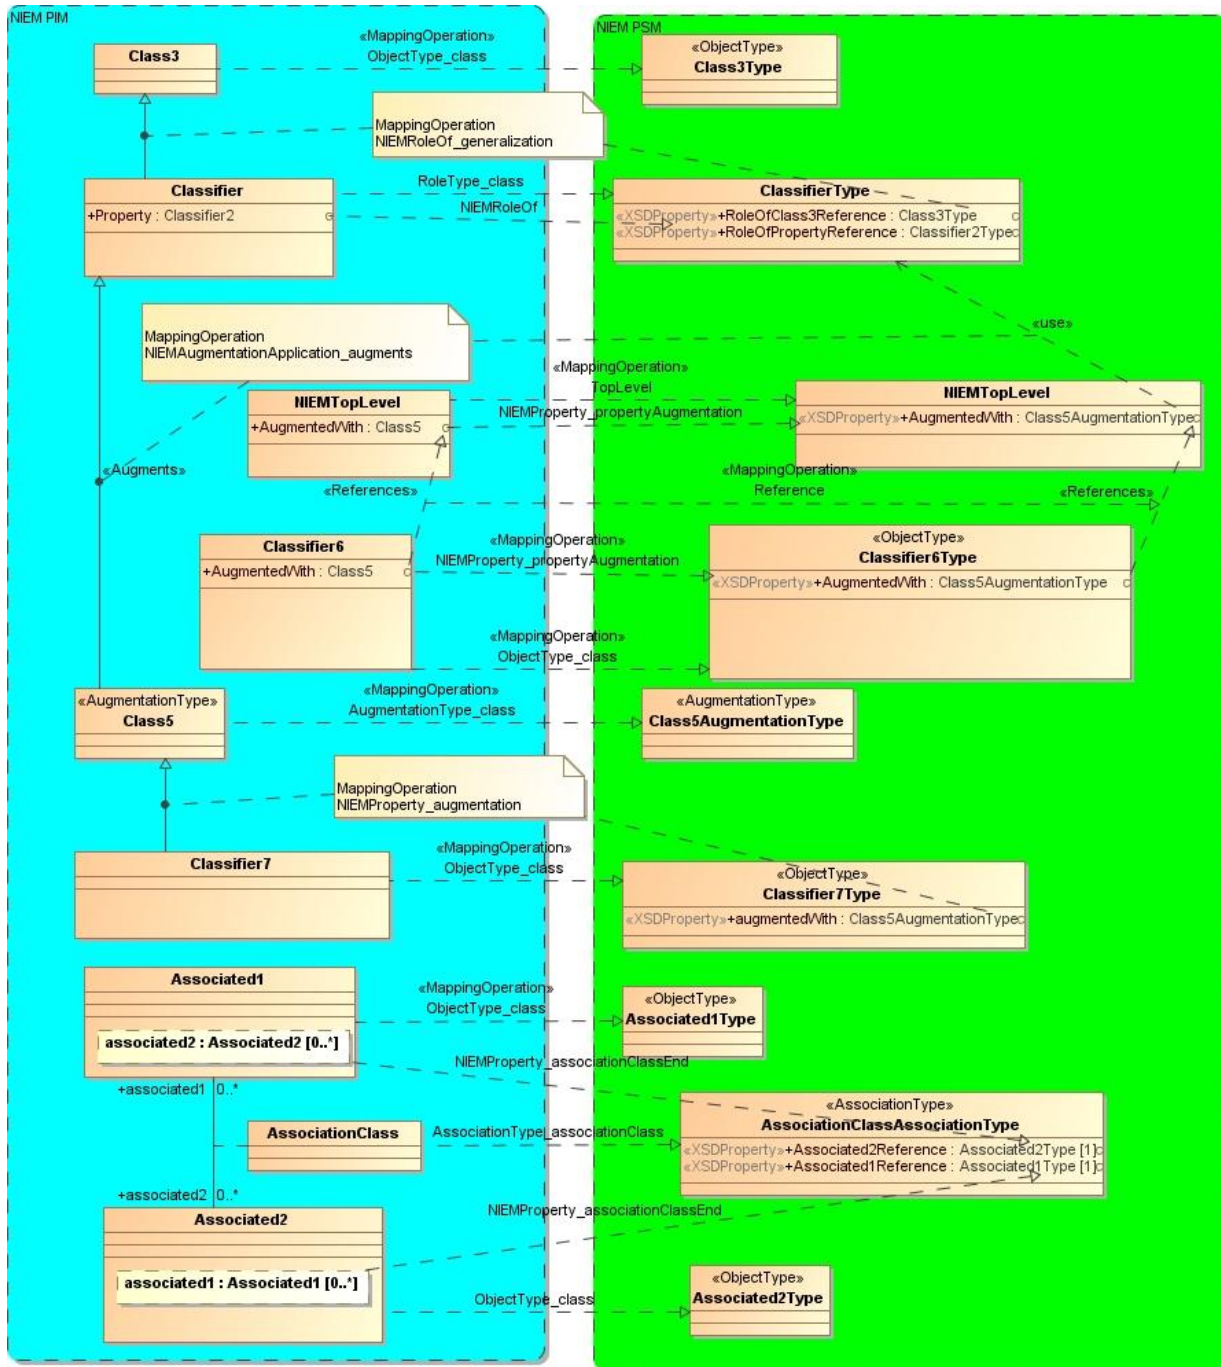 NIEM PIM
NIEM PSM
«MappingOperation»
ObjectType_class
Class3
«ObjectType»
Class3Type
MappingOperation
NIEMRoleOf_generalization
Classifier
+Property : Classifier2
RoleType_class
NIEMRoleOf
ClassifierType
«XSDProperty»+RoleOfClass3Reference : Class3Type
«XSDProperty»+RoleOfPropertyReference : Classifier2Type
MappingOperation
NIEMAugmentationApplication_augments
«use»
«MappingOperation»
TopLevel
NIEMTopLevel
+AugmentedWith : Class5
NIEMProperty_propertyAugmentation
NIEMTopLevel
«XSDProperty»+AugmentedWith : Class5AugmentationType
«Augments»
«References»
«MappingOperation»
Reference
«References»
Classifier6
+AugmentedWith : Class5
«MappingOperation»
NIEMProperty_propertyAugmentation
«ObjectType»
Classifier6Type
«XSDProperty»+AugmentedWith : Class5AugmentationType
«MappingOperation»
ObjectType_class
«AugmentationType»
Class5
«MappingOperation»
AugmentationType_class
«AugmentationType»
Class5AugmentationType
MappingOperation
NIEMProperty_augmentation
Classifier7
«MappingOperation»
ObjectType_class
«ObjectType»
Classifier7Type
«XSDProperty»+augmentedWith : Class5AugmentationType
Associated1
associated2 : Associated2 [0..*]
«MappingOperation»
ObjectType_class
«ObjectType»
Associated1Type
NIEMProperty_associationClassEnd
+associated1 0..*
AssociationClass
AssociationType_associationClass
«AssociationType»
AssociationClassAssociationType
«XSDProperty»+Associated2Reference : Associated2Type [1]
«XSDProperty»+Associated1Reference : Associated1Type [1]
+associated2 0..*
NIEMProperty_associationClassEnd
Associated2
associated1 : Associated1 [0..*]
ObjectType_class
«ObjectType»
Associated2Type